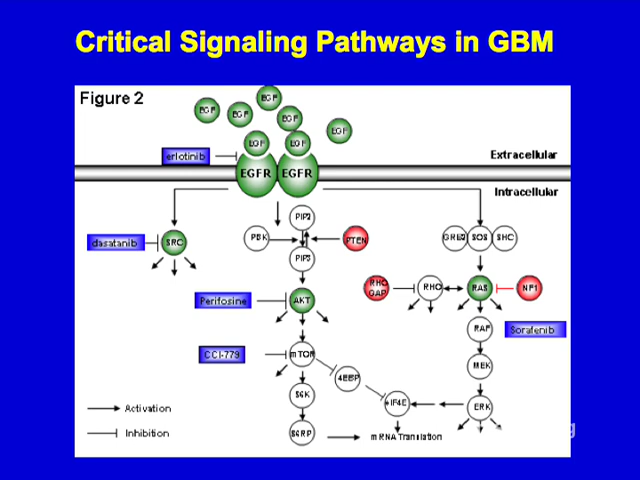 Critical Signaling Pathways in GBM
Figure 2
EGF
EGF
EGF
EGF
EGF
EGF
EGF
erlotinib
EGFR
EGFR
Extracellular
Intracellular
dasatanib
SRC
PI3K
PIP2
PTEN
PIP3
GRB2
SOS
SHC
Perifosine
AKT
RHO
GAP
RHO
RAS
NF1
RAF
Sorafenib
CCI-779
mTOR
4EBP
MEK
S6K
eIF4E
ERK
Activation
Inhibition
S6RP
mRNA Translation